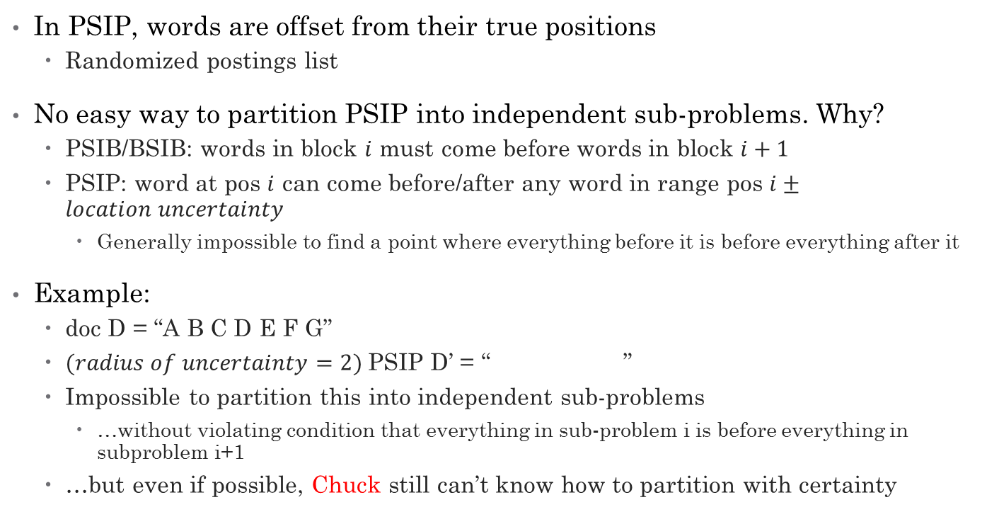 • In PSIP, words are offset from their true positions
• Randomized postings list
• No easy way to partition PSIP into independent sub-problems. Why?
• PSIB/BSIB: words in block i must come before words in block i + 1
• PSIP: word at pos i can come before/after any word in range pos i ±
location uncertainty
• Generally impossible to find a point where everything before it is before everything after it
• Example:
• doc D = “A B C D E F G”
• (radius of uncertainty = 2) PSIP D’ = “ ”
• Impossible to partition this into independent sub-problems
• …without violating condition that everything in sub-problem i is before everything in
subproblem i+1
• …but even if possible, Chuck still can’t know how to partition with certainty